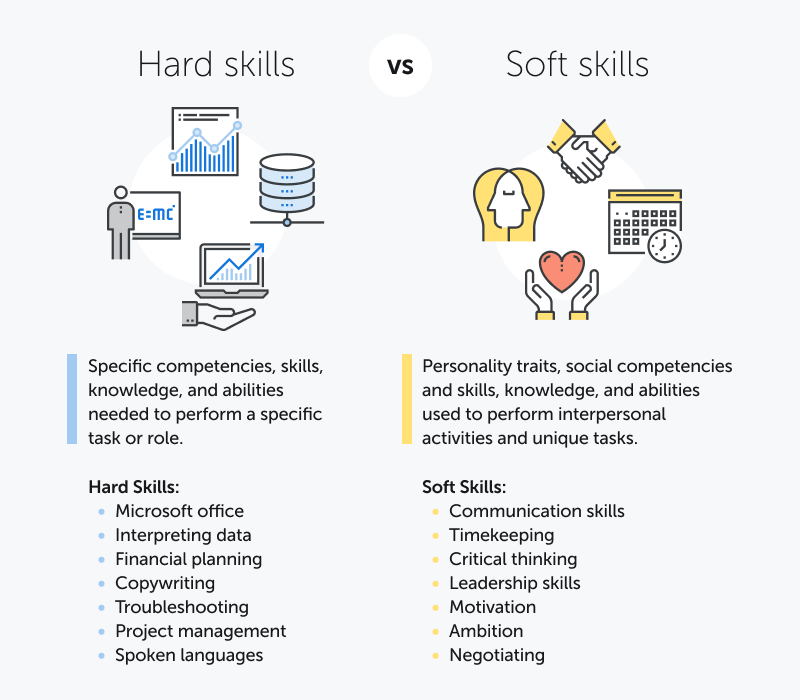 Hard skills
vs
Soft skills
E=mc²
Specific competencies, skills,
knowledge, and abilities
needed to perform a specific
task or role.
Hard Skills:
Microsoft office
Interpreting data
Financial planning
Copywriting
Troubleshooting
Project management
Spoken languages
Personality traits, social competencies
and skills, knowledge, and abilities
used to perform interpersonal
activities and unique tasks.
Soft Skills:
Communication skills
Timekeeping
Critical thinking
Leadership skills
Motivation
Ambition
Negotiating